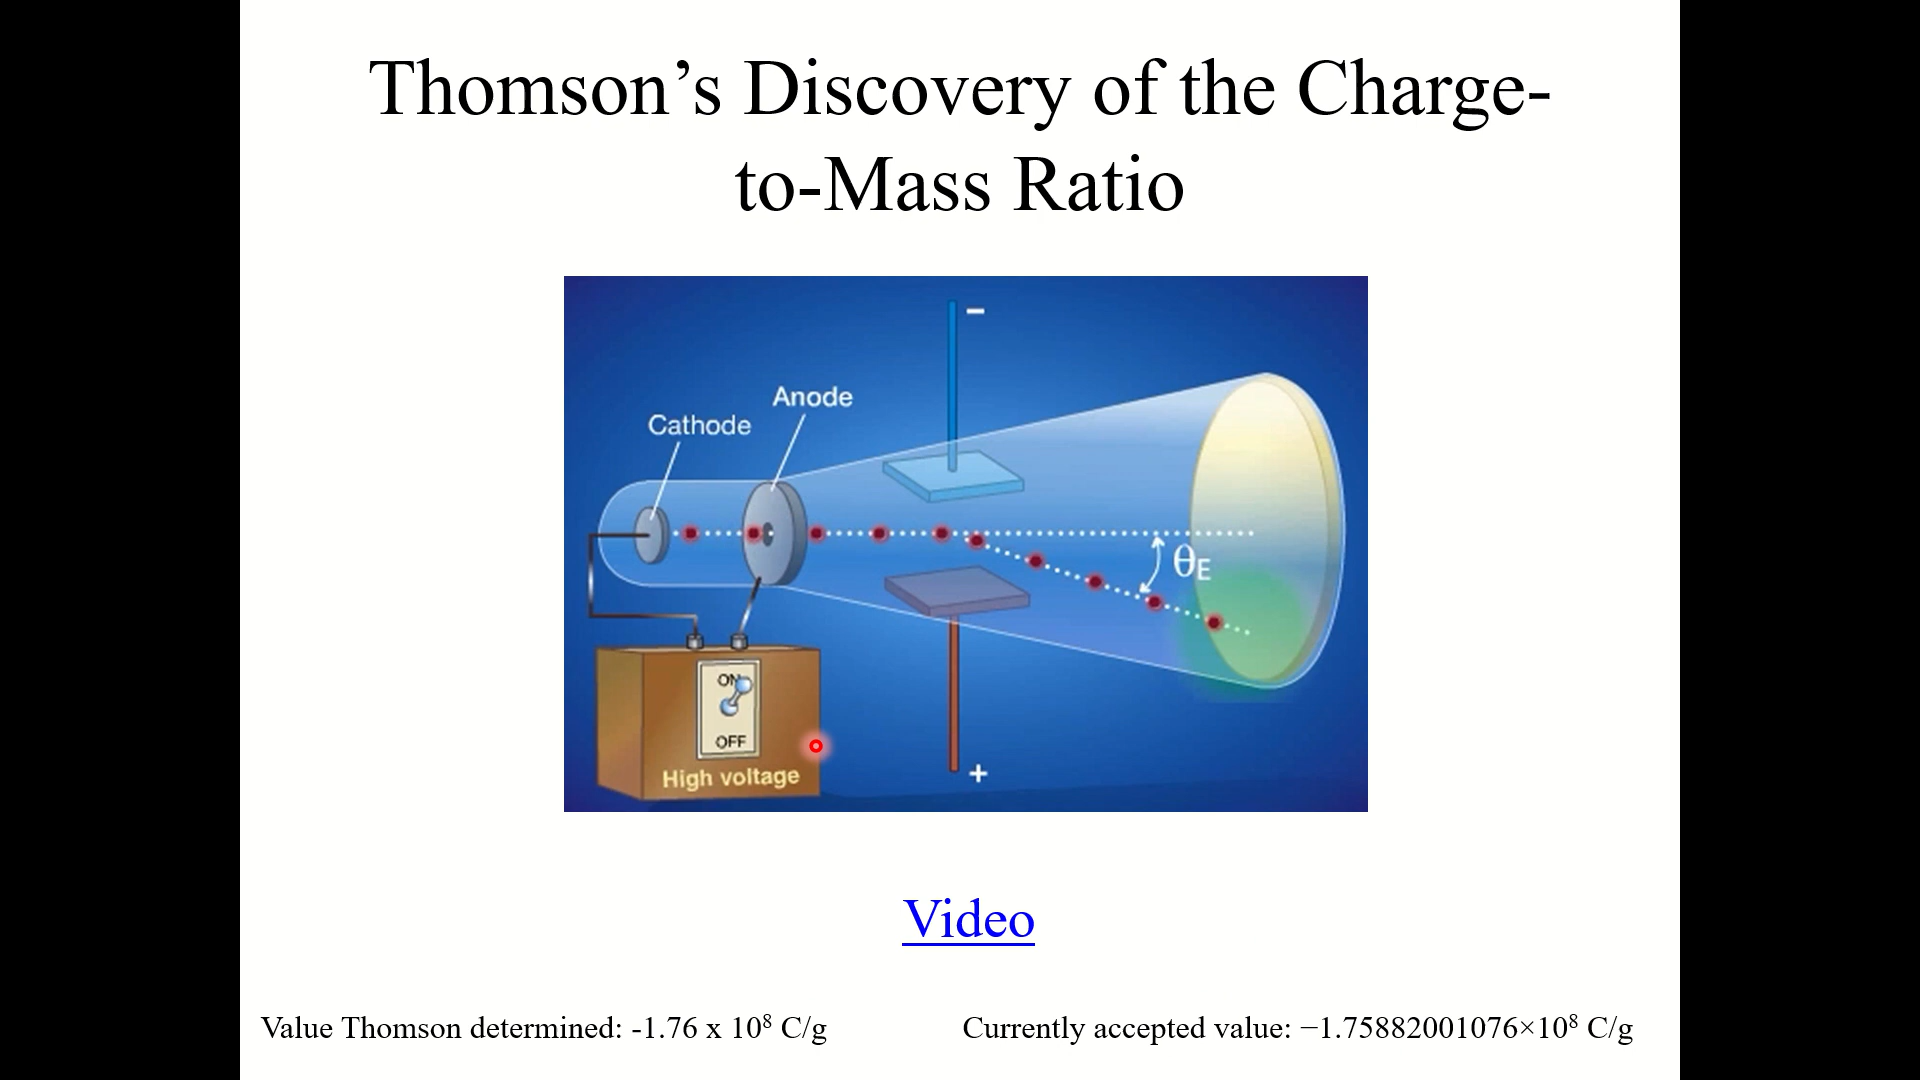 Thomson’s Discovery of the Charge-
to-Mass Ratio
−
Anode
Cathode
θE
ON
OFF
High voltage
+
Video
Value Thomson determined: -1.76 x 10⁸ C/g
Currently accepted value: −1.75882001076×10⁸ C/g